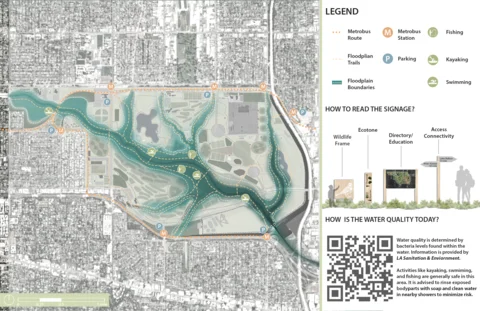 LEGEND
Metrobus
Route
M
Metrobus
Station
Fishing
Floodplian
Trails
P
Parking
Kayaking
Floodplain
Boundaries
Swimming
HOW TO READ THE SIGNAGE?
Wildlife
Frame
Ecotone
Directory/
Education
Access
Connectivity
HOW IS THE WATER QUALITY TODAY?
Water quality is determined by
bacteria levels found within the
water. Information is provided by
LA Sanitation & Environment.
Activities like kayaking, swimming,
and fishing are generally safe in this
area. It is advised to rinse exposed
bodyparts with soap and clean water
in nearby showers to minimize risk.